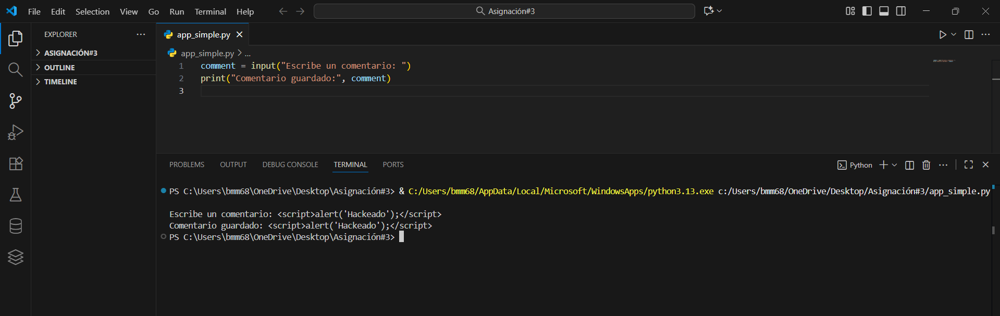 File Edit Selection View Go Run Terminal Help
Asignación#3
EXPLORER
ASIGNACIÓN#3
OUTLINE
TIMELINE
app_simple.py
app_simple.py > ...
1 comment = input("Escribe un comentario: ")
2 print("Comentario guardado:", comment)
3
PROBLEMS OUTPUT DEBUG CONSOLE TERMINAL PORTS
Python
PS C:\Users\bmm68\OneDrive\Desktop\Asignación#3> & C:/Users/bmm68/AppData/Local/Microsoft/WindowsApps/python3.13.exe c:/Users/bmm68/OneDrive/Desktop/Asignación#3/app_simple.py
Escribe un comentario: <script>alert('Hackeado');</script>
Comentario guardado: <script>alert('Hackeado');</script>
PS C:\Users\bmm68\OneDrive\Desktop\Asignación#3>